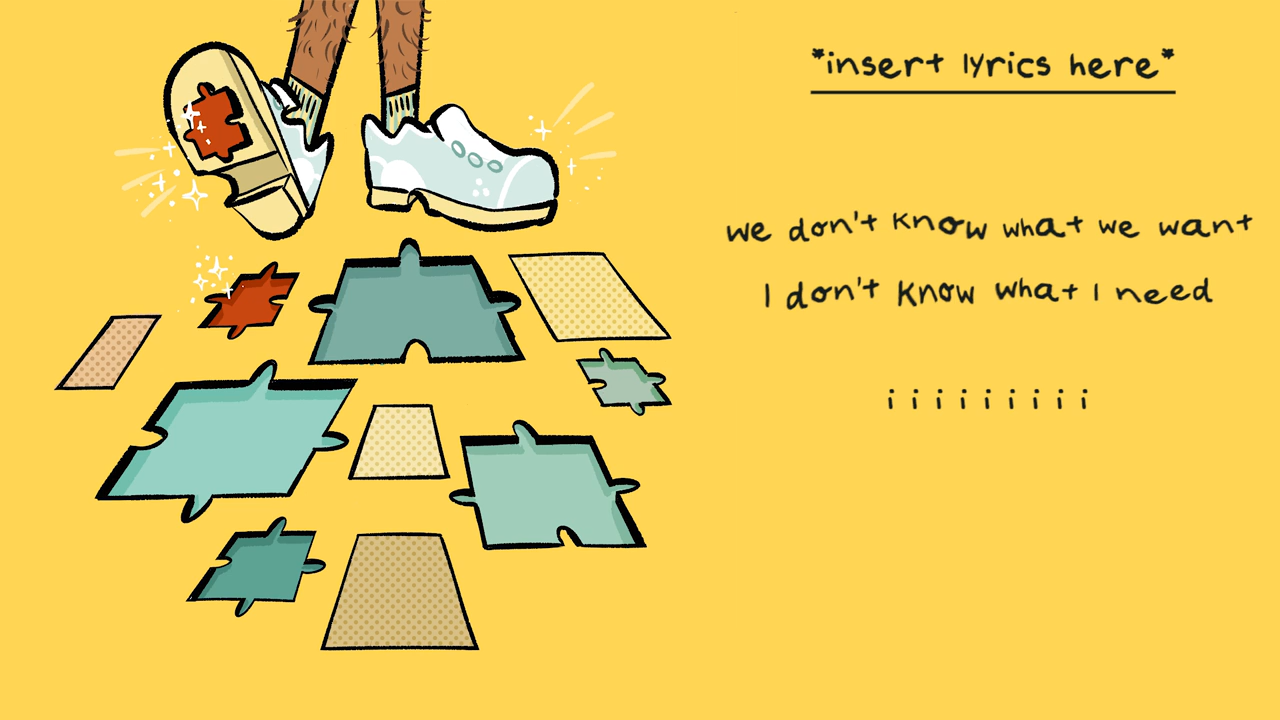 *insert lyrics here*
we don't know what we want
I don't know what I need
i i i i i i i i i